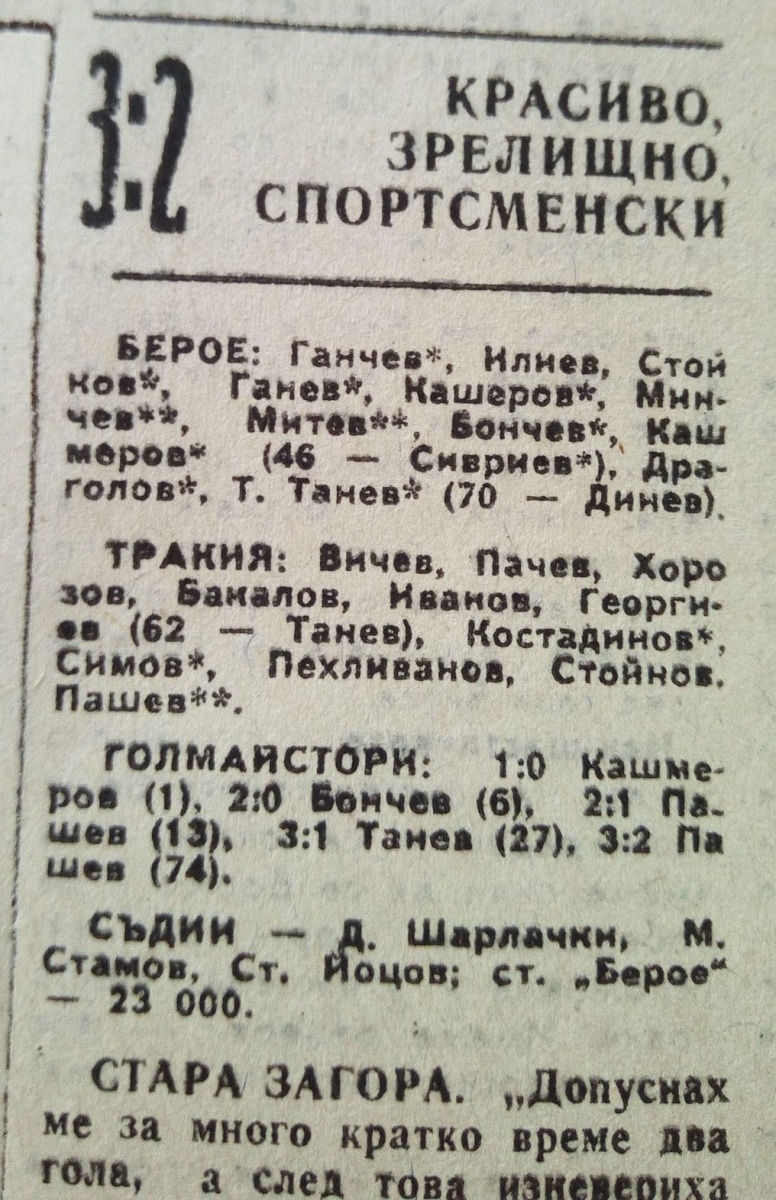 3:2
КРАСИВО,
ЗРЕЛИЩНО,
СПОРТСМЕНСКИ
БЕРОЕ: Ганчев*, Илиев, Стой
ков*, Ганев*, Кашеров*, Мин-
чев**, Митев**, Бончев*, Каш
меров* (46 — Сивриев*), Дра-
голов*, Т. Танев* (70 — Динев).
ТРАКИЯ: Вичев, Пачев, Хоро
зов, Бакалов, Иванов, Георги-
ев (62 — Танев), Костадинов*,
Симов*, Пехливанов, Стойнов.
Пашев**.
ГОЛМАЙСТОРИ: 1:0 Кашме-
ров (1), 2:0 Бончев (6), 2:1 Па-
шев (13), 3:1 Танев (27), 3:2 Па
шев (74).
СЪДИИ — Д. Шарлачки, М.
Стамов, Ст. Йоцов; ст. „Берое“
— 23 000.
СТАРА ЗАГОРА. „Допуснах
ме за много кратко време два
гола, а след това изневериха